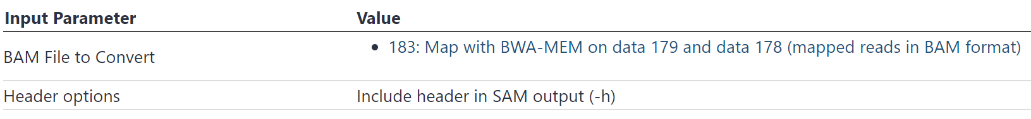 Input Parameter Value
BAM File to Convert • 183: Map with BWA-MEM on data 179 and data 178 (mapped reads in BAM format)
Header options Include header in SAM output (-h)